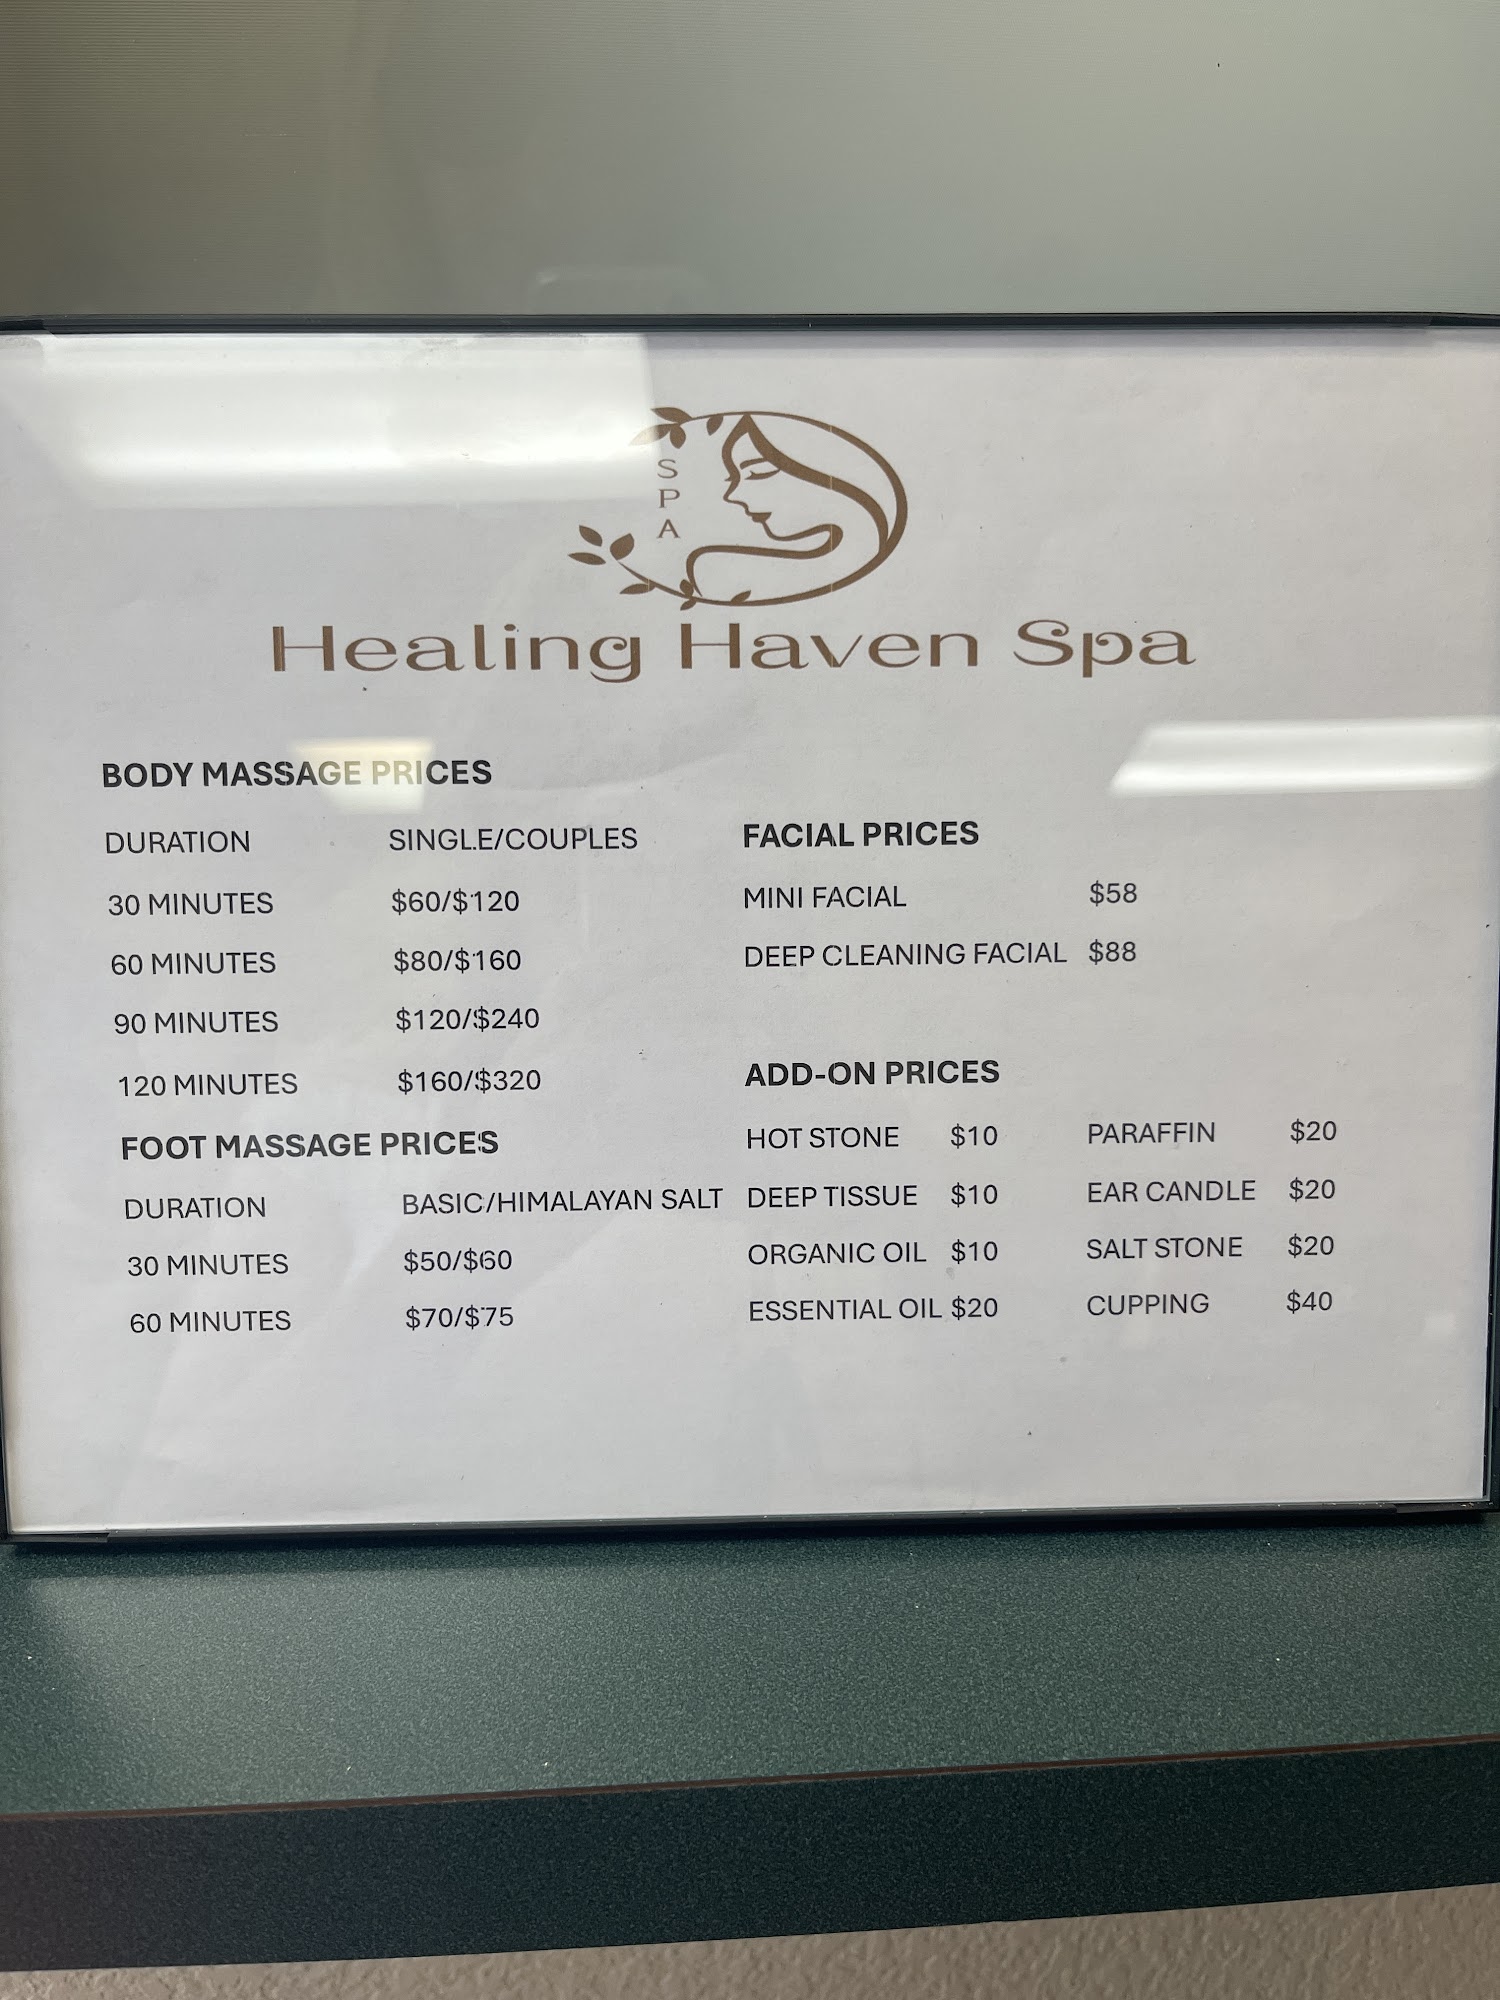 SPA
Healing Haven Spa
BODY MASSAGE PRICES
DURATION SINGLE/COUPLES
30 MINUTES $60/$120
60 MINUTES $80/$160
90 MINUTES $120/$240
120 MINUTES $160/$320
FOOT MASSAGE PRICES
DURATION BASIC/HIMALAYAN SALT
30 MINUTES $50/$60
60 MINUTES $70/$75
FACIAL PRICES
MINI FACIAL $58
DEEP CLEANING FACIAL $88
ADD-ON PRICES
HOT STONE $10 PARAFFIN $20
DEEP TISSUE $10 EAR CANDLE $20
ORGANIC OIL $10 SALT STONE $20
ESSENTIAL OIL $20 CUPPING $40